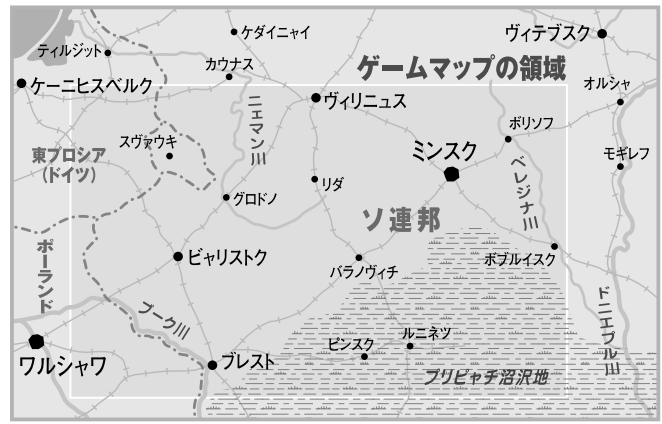 ケダイニャイ
ヴィテブスク
ティルジット
カウナス
ゲームマップの領域
ケーニヒスベルク
オルシャ
ヴィリニュス
ニェマン川
ボリソフ
スヴァウキ
東プロシア
(ドイツ)
ミンスク
モギレフ
ベレジナ川
リダ
グロドノ
ソ連邦
ポーランド
ビャリストク
バラノヴィチ
ボブルイスク
ブーク川
ドニエプル川
ワルシャワ
ブレスト
ピンスク
ルニネツ
プリピャチ沼沢地